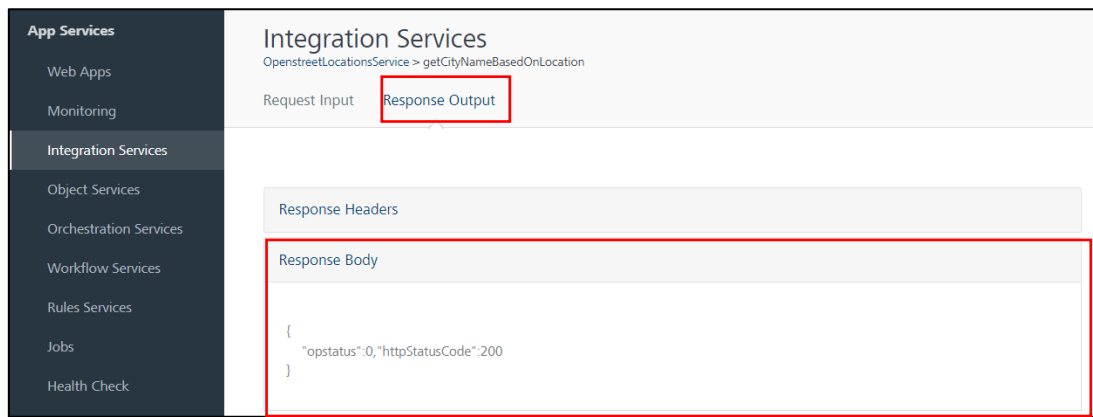 App Services
Web Apps
Monitoring
Integration Services
Object Services
Orchestration Services
Workflow Services
Rules Services
Jobs
Health Check
Integration Services
OpenstreetLocationsService > getCityNameBasedOnLocation
Request Input Response Output
Response Headers
Response Body
{
"opstatus":0,"httpStatusCode":200
}